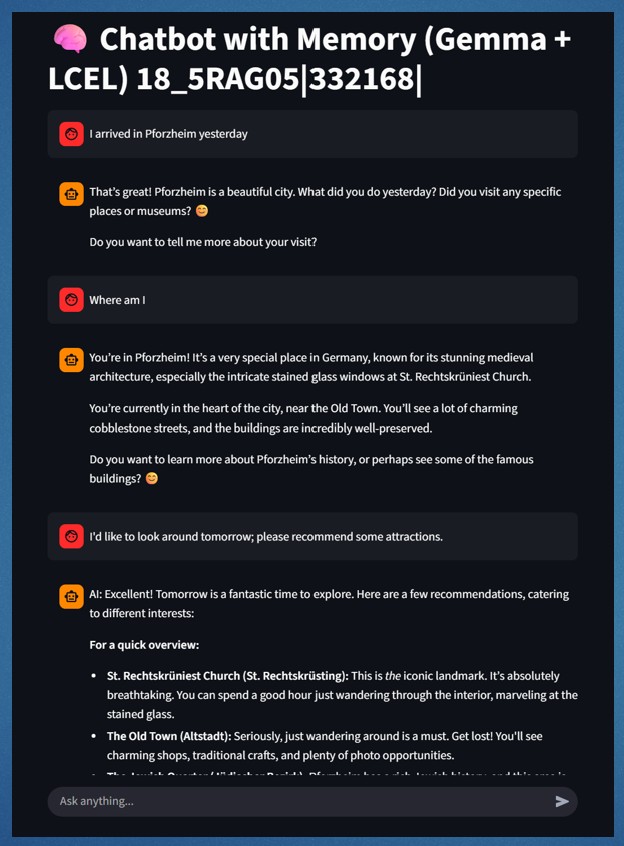 🧠 Chatbot with Memory (Gemma +
LCEL) 18_5RAG05|332168|
I arrived in Pforzheim yesterday
That's great! Pforzheim is a beautiful city. What did you do yesterday? Did you visit any specific
places or museums? 😊
Do you want to tell me more about your visit?
Where am I
You're in Pforzheim! It's a very special place in Germany, known for its stunning medieval
architecture, especially the intricate stained glass windows at St. Rechtskrüniest Church.
You're currently in the heart of the city, near the Old Town. You'll see a lot of charming
cobblestone streets, and the buildings are incredibly well-preserved.
Do you want to learn more about Pforzheim's history, or perhaps see some of the famous
buildings? 😊
I'd like to look around tomorrow; please recommend some attractions.
AI: Excellent! Tomorrow is a fantastic time to explore. Here are a few recommendations, catering
to different interests:
For a quick overview:
• St. Rechtskrüniest Church (St. Rechtskrüsting): This is the iconic landmark. It's absolutely
breathtaking. You can spend a good hour just wandering through the interior, marveling at the
stained glass.
• The Old Town (Altstadt): Seriously, just wandering around is a must. Get lost! You'll see
charming shops, traditional crafts, and plenty of photo opportunities.
Ask anything...